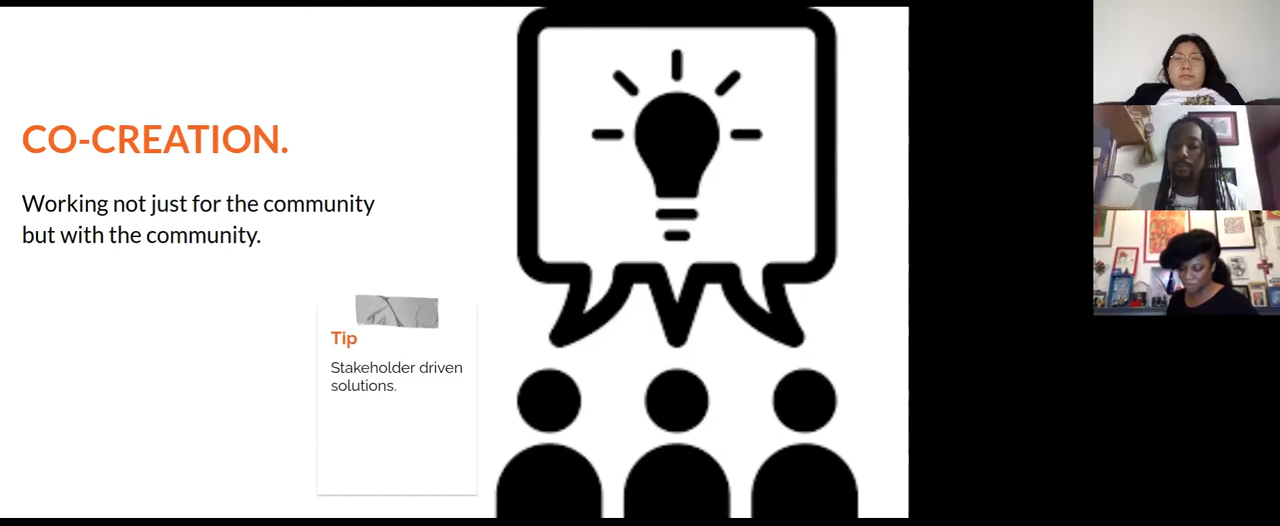 CO-CREATION.
Working not just for the community
but with the community.
Tip
Stakeholder driven
solutions.